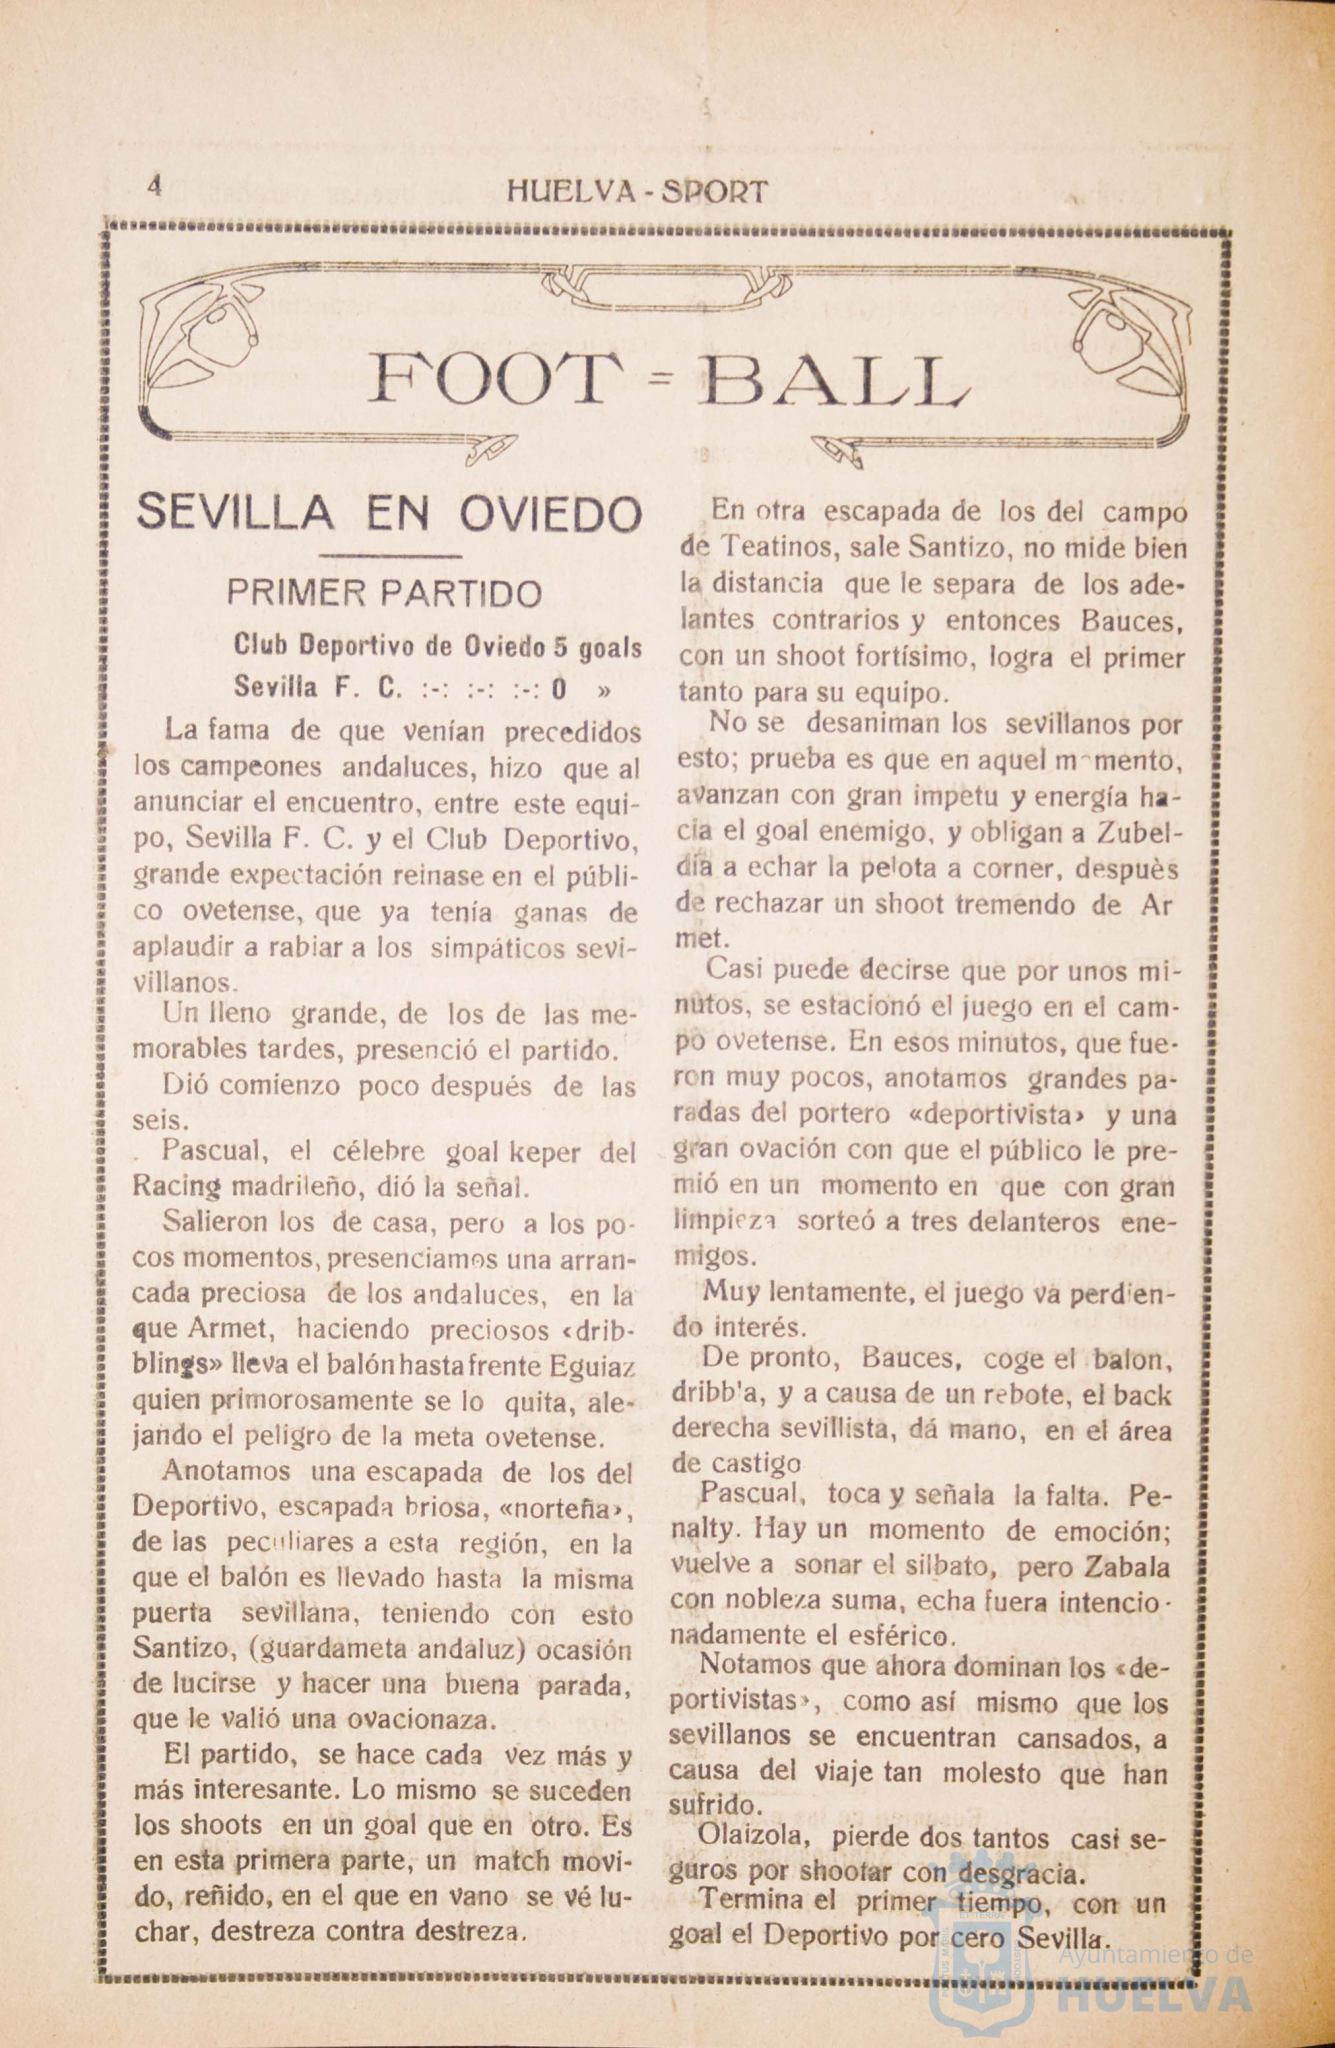 4
HUELVA - SPORT
FOOT = BALL
SEVILLA EN OVIEDO
PRIMER PARTIDO
Club Deportivo de Oviedo 5 goals
Sevilla F. C. :-: :-: :-: 0 »
La fama de que venían precedidos
los campeones andaluces, hizo que al
anunciar el encuentro, entre este equi-
po, Sevilla F. C. y el Club Deportivo,
grande expectación reinase en el públi-
co ovetense, que ya tenía ganas de
aplaudir a rabiar a los simpáticos sevi-
villanos.
Un lleno grande, de los de las me-
morables tardes, presenció el partido.
Dió comienzo poco después de las
seis.
Pascual, el célebre goal keper del
Racing madrileño, dió la señal.
Salieron los de casa, pero a los po-
cos momentos, presenciamos una arran-
cada preciosa de los andaluces, en la
que Armet, haciendo preciosos ‹drib-
blings» lleva el balón hasta frente Eguiaz
quien primorosamente se lo quita, ale-
jando el peligro de la meta ovetense.
Anotamos una escapada de los del
Deportivo, escapada briosa, «norteña›,
de las peculiares a esta región, en la
que el balón es llevado hasta la misma
puerta sevillana, teniendo con esto
Santizo, (guardameta andaluz) ocasión
de lucirse y hacer una buena parada,
que le valió una ovacionaza.
El partido, se hace cada vez más y
más interesante. Lo mismo se suceden
los shoots en un goal que en otro. Es
en esta primera parte, un match movi-
do, reñido, en el que en vano se vé lu-
char, destreza contra destreza.
En otra escapada de los del campo
de Teatinos, sale Santizo, no mide bien
la distancia que le separa de los ade-
lantes contrarios y entonces Bauces,
con un shoot fortísimo, logra el primer
tanto para su equipo.
No se desaniman los sevillanos por
esto; prueba es que en aquel momento,
avanzan con gran impetu y energía ha-
cia el goal enemigo, y obligan a Zubel-
día a echar la pelota a corner, despuès
de rechazar un shoot tremendo de Ar
met.
Casi puede decirse que por unos mi-
nutos, se estacionó el juego en el cam-
po ovetense. En esos minutos, que fue-
ron muy pocos, anotamos grandes pa-
radas del portero «deportivista› y una
gran ovación con que el público le pre-
mió en un momento en que con gran
limpieza sorteó a tres delanteros ene-
migos.
Muy lentamente, el juego va perdien-
do interés.
De pronto, Bauces, coge el balon,
dribb'a, y a causa de un rebote, el back
derecha sevillista, dá mano, en el área
de castigo
Pascual, toca y señala la falta. Pe-
nalty. Hay un momento de emoción;
vuelve a sonar el silbato, pero Zabala
con nobleza suma, echa fuera intencio-
nadamente el esférico.
Notamos que ahora dominan los «de-
portivistas›, como así mismo que los
sevillanos se encuentran cansados, a
causa del viaje tan molesto que han
sufrido.
Olaizola, pierde dos tantos casi se-
guros por shootar con desgracia.
Termina el primer tiempo, con un
goal el Deportivo por cero Sevilla.
Ayuntamiento de
HUELVA